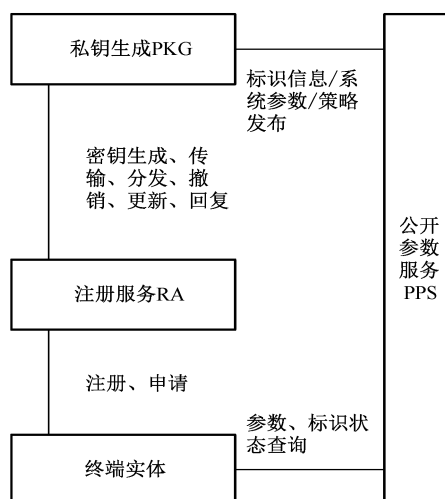 私钥生成PKG
标识信息/系
统参数/策略
发布
密钥生成、传
输、分发、撤
销、更新、回复
公开
参数
服务
PPS
注册服务RA
注册、申请
参数、标识状
态查询
终端实体